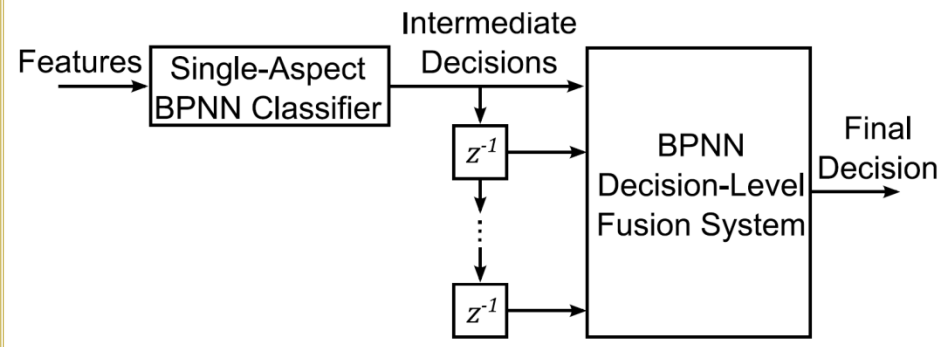 Features
Single-Aspect
BPNN Classifier
Intermediate
Decisions
z⁻¹
z⁻¹
BPNN
Decision-Level
Fusion System
Final
Decision